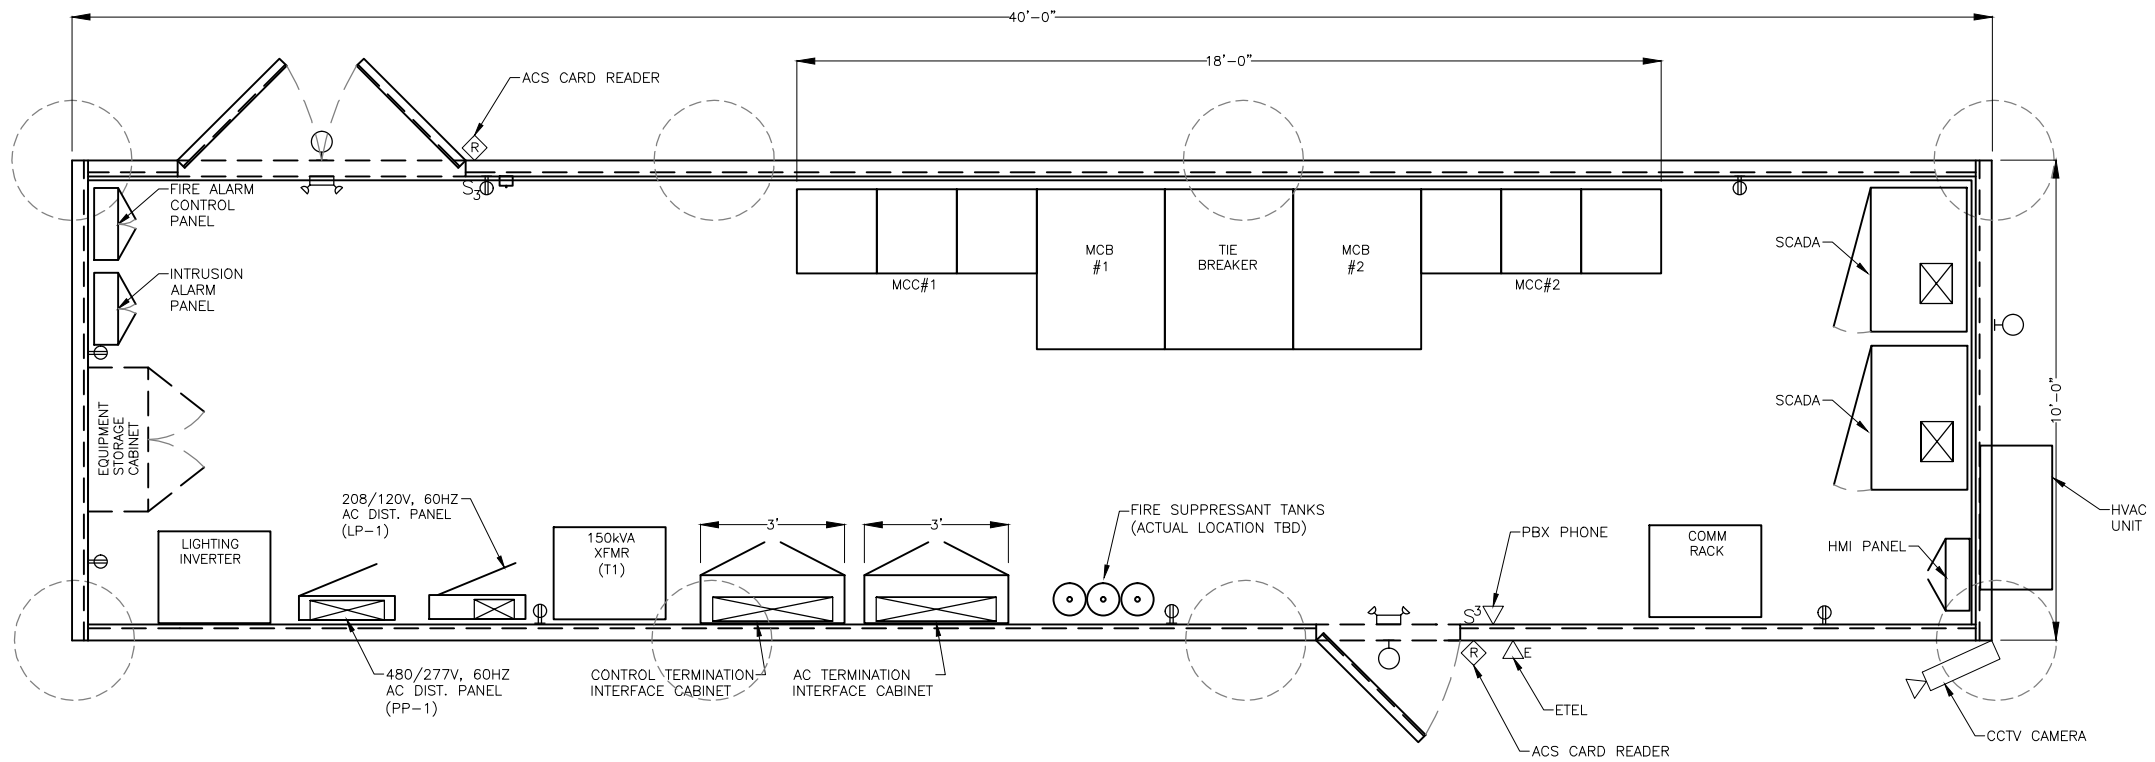 40'-0"
18'-0"
ACS CARD READER
R
S3
FIRE ALARM
CONTROL
PANEL
INTRUSION
ALARM
PANEL
MCC#1
MCB
#1
TIE
BREAKER
MCB
#2
MCC#2
SCADA
SCADA
10'-0"
EQUIPMENT
STORAGE
CABINET
208/120V, 60HZ
AC DIST. PANEL
(LP-1)
LIGHTING
INVERTER
150kVA
XFMR
(T1)
3'
3'
FIRE SUPPRESSANT TANKS
(ACTUAL LOCATION TBD)
PBX PHONE
COMM
RACK
HMI PANEL
HVAC
UNIT
S3
R
E
480/277V, 60HZ
AC DIST. PANEL
(PP-1)
CONTROL TERMINATION
INTERFACE CABINET
AC TERMINATION
INTERFACE CABINET
ETEL
ACS CARD READER
CCTV CAMERA